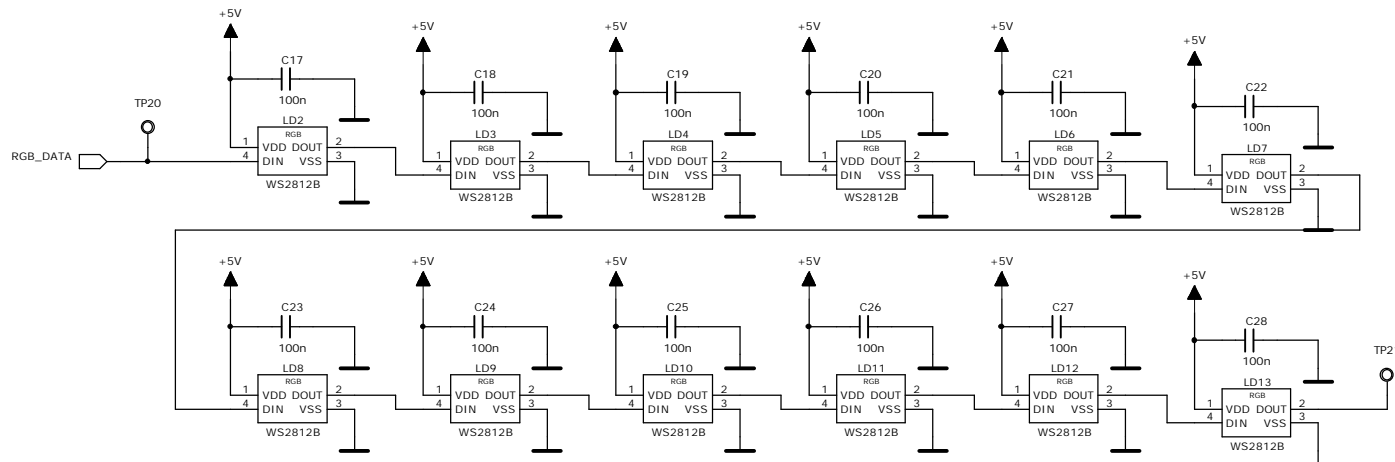 +5V +5V +5V +5V +5V +5V
C17 C18 C19 C20 C21 C22
100n 100n 100n 100n 100n 100n
TP20
LD2 LD3 LD4 LD5 LD6 LD7
RGB RGB RGB RGB RGB RGB
1 VDD DOUT 2 1 VDD DOUT 2 1 VDD DOUT 2 1 VDD DOUT 2 1 VDD DOUT 2 1 VDD DOUT 2
RGB_DATA 4 DIN VSS 3 4 DIN VSS 3 4 DIN VSS 3 4 DIN VSS 3 4 DIN VSS 3 4 DIN VSS 3
WS2812B WS2812B WS2812B WS2812B WS2812B WS2812B
+5V +5V +5V +5V +5V +5V
C23 C24 C25 C26 C27 C28
100n 100n 100n 100n 100n 100n
TP2
LD8 LD9 LD10 LD11 LD12 LD13
RGB RGB RGB RGB RGB RGB
1 VDD DOUT 2 1 VDD DOUT 2 1 VDD DOUT 2 1 VDD DOUT 2 1 VDD DOUT 2 1 VDD DOUT 2
4 DIN VSS 3 4 DIN VSS 3 4 DIN VSS 3 4 DIN VSS 3 4 DIN VSS 3 4 DIN VSS 3
WS2812B WS2812B WS2812B WS2812B WS2812B WS2812B